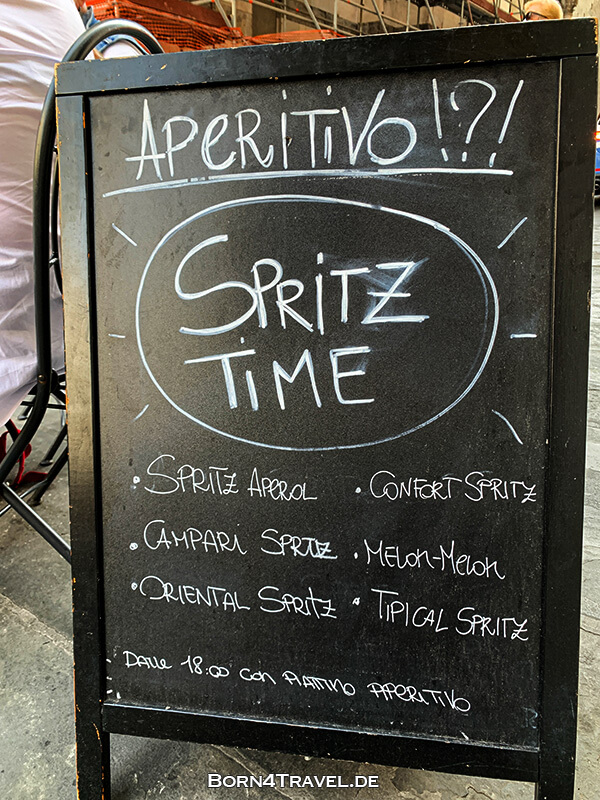 APERITIVO!?!
SPRITZ
TIME
• SPRITZ APEROL
• CONFORT SPRITZ
• CAMPARI SPRITZ
• MELON-MELON
• ORIENTAL SPRITZ
• TIPICAL SPRITZ
DALLE 18:00 CON PIATTINO APERITIVO
BORN4TRAVEL.DE